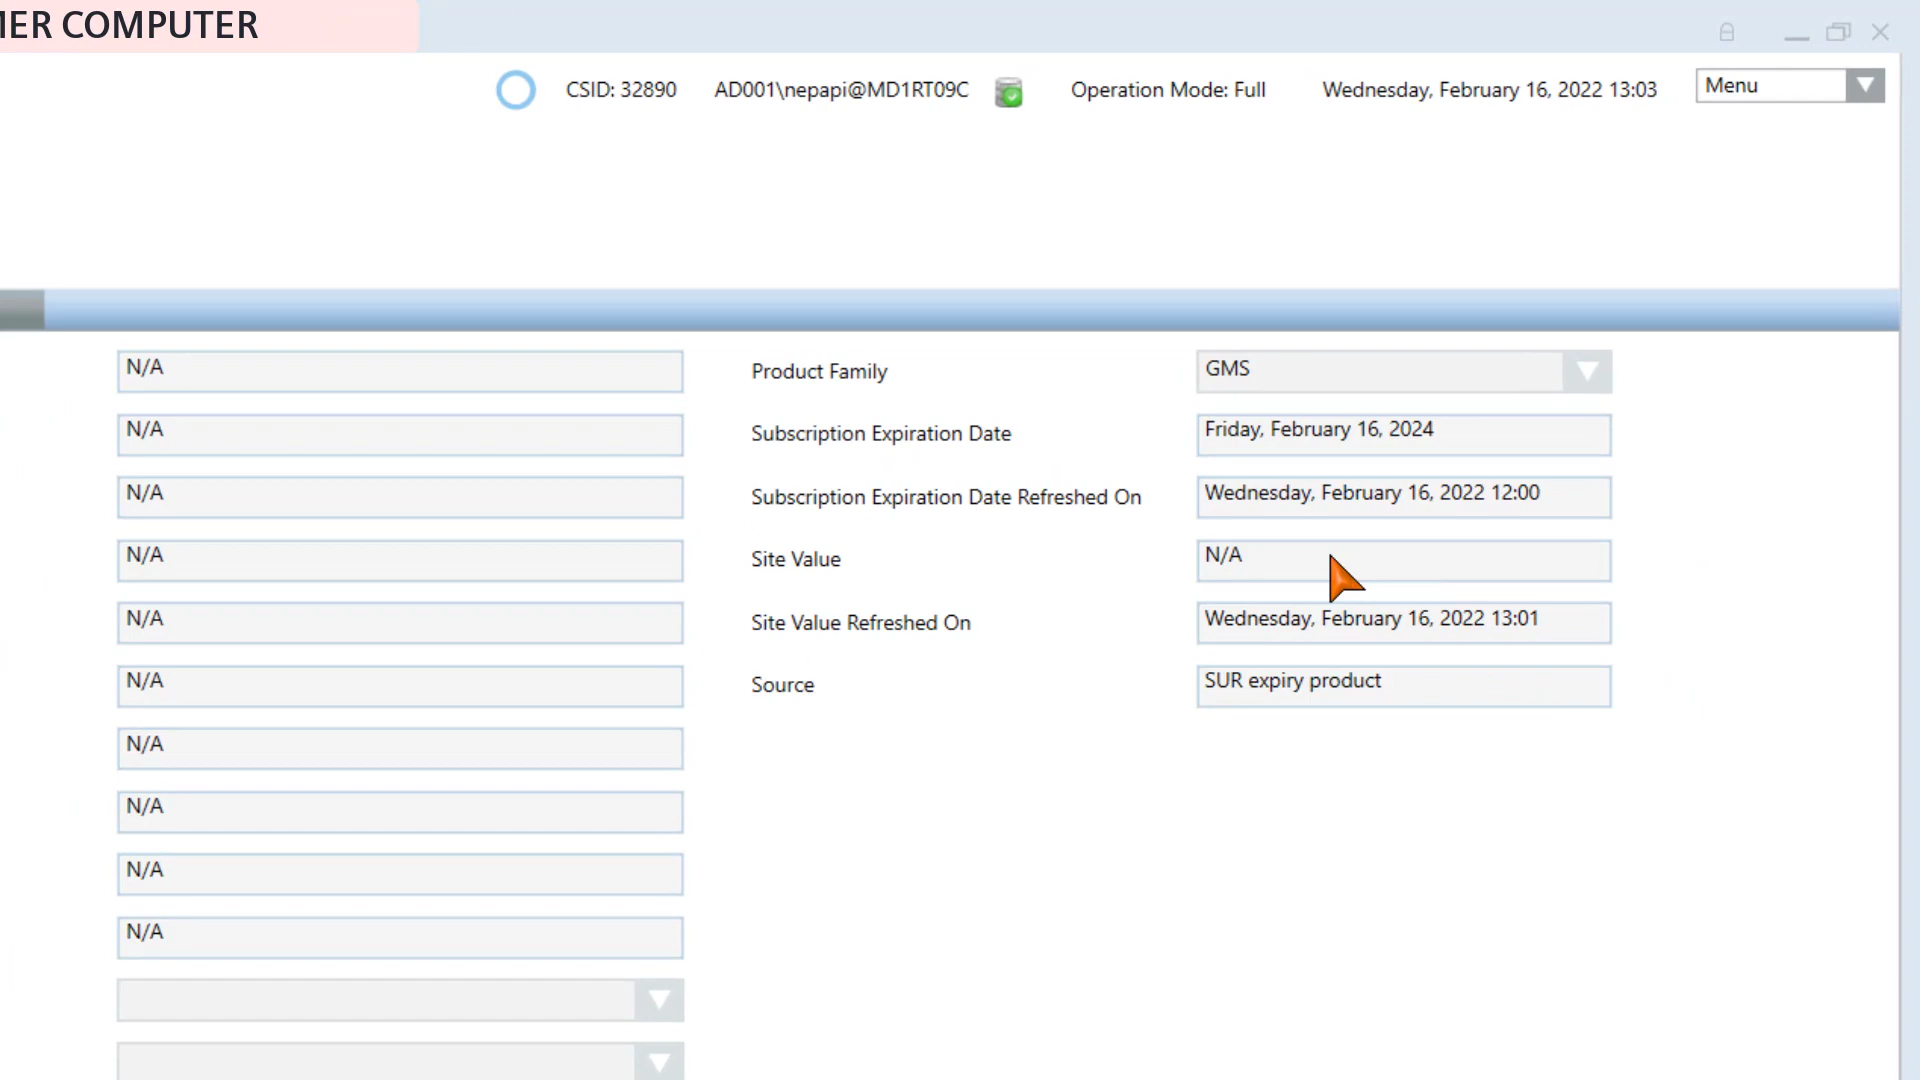 MER COMPUTER
CSID: 32890 AD001\nepapi@MD1RT09C Operation Mode: Full Wednesday, February 16, 2022 13:03 Menu
N/A Product Family GMS
N/A Subscription Expiration Date Friday, February 16, 2024
N/A Subscription Expiration Date Refreshed On Wednesday, February 16, 2022 12:00
N/A Site Value N/A
N/A Site Value Refreshed On Wednesday, February 16, 2022 13:01
N/A Source SUR expiry product
N/A
N/A
N/A
N/A